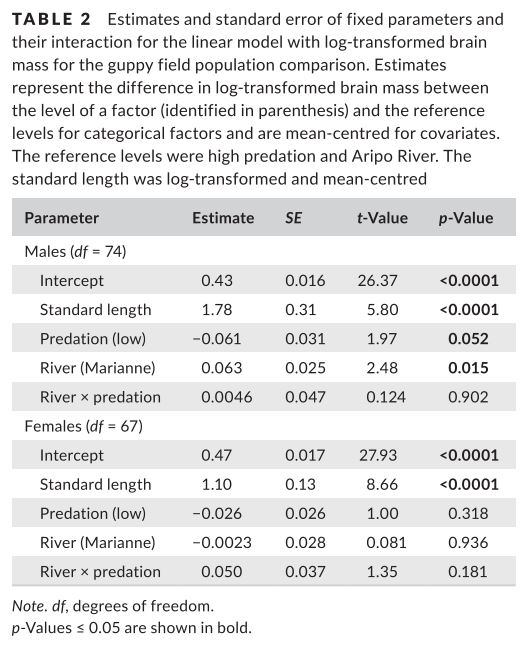 TABLE 2 Estimates and standard error of fixed parameters and
their interaction for the linear model with log-transformed brain
mass for the guppy field population comparison. Estimates
represent the difference in log-transformed brain mass between
the level of a factor (identified in parenthesis) and the reference
levels for categorical factors and are mean-centred for covariates.
The reference levels were high predation and Aripo River. The
standard length was log-transformed and mean-centred
Parameter Estimate SE t-Value p-Value
Males (df = 74)
Intercept 0.43 0.016 26.37 <0.0001
Standard length 1.78 0.31 5.80 <0.0001
Predation (low) −0.061 0.031 1.97 0.052
River (Marianne) 0.063 0.025 2.48 0.015
River × predation 0.0046 0.047 0.124 0.902
Females (df = 67)
Intercept 0.47 0.017 27.93 <0.0001
Standard length 1.10 0.13 8.66 <0.0001
Predation (low) −0.026 0.026 1.00 0.318
River (Marianne) −0.0023 0.028 0.081 0.936
River × predation 0.050 0.037 1.35 0.181
Note. df, degrees of freedom.
p-Values ≤ 0.05 are shown in bold.